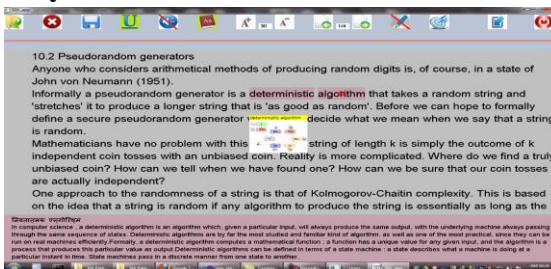 10.2 Pseudorandom generators
Anyone who considers arithmetical methods of producing random digits is, of course, in a state of
John von Neumann (1951).
Informally a pseudorandom generator is a deterministic algorithm that takes a random string and
'stretches' it to produce a longer string that is 'as good as random'. Before we can hope to formally
define a secure pseudorandom generator decide what we mean when we say that a string
is random.
Mathematicians have no problem with this string of length k is simply the outcome of k
independent coin tosses with an unbiased coin. Reality is more complicated. Where do we find a truly
unbiased coin? How can we tell when we have found one? How can we be sure that our coin tosses
are actually independent?
One approach to the randomness of a string is that of Kolmogorov-Chaitin complexity. This is based
on the idea that a string is random if any algorithm to produce the string is essentially as long as the
In computer science, a deterministic algorithm is an algorithm which, given a particular input, will always produce the same output, with the underlying machine always passing
through the same sequence of states. Deterministic algorithms are by far the most studied and familiar kind of algorithm, as well as one of the most practical, since they can be
run on real machines efficiently.Formally, a deterministic algorithm computes a mathematical function ; a function has a unique value for any given input, and the algorithm is a
process that produces this particular value as output.Deterministic algorithms can be defined in terms of a state machine : a state describes what a machine is doing at a
particular instant in time. State machines pass in a discrete manner from one state to another.